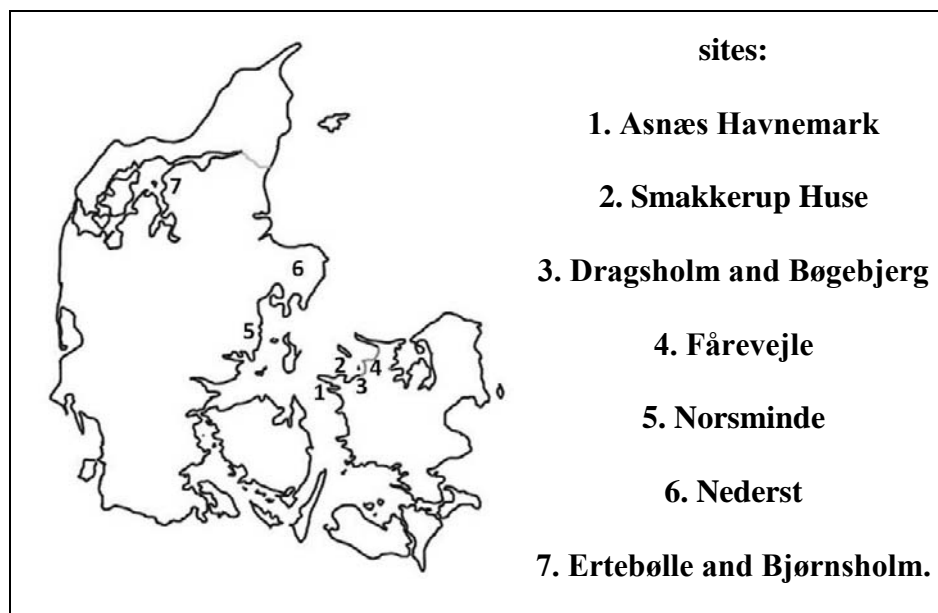 sites:
1. Asnæs Havnemark
2. Smakkerup Huse
3. Dragsholm and Bøgebjerg
4. Fårevejle
5. Norsminde
6. Nederst
7. Ertebølle and Bjørnsholm.
7
6
5
2
4
1
3